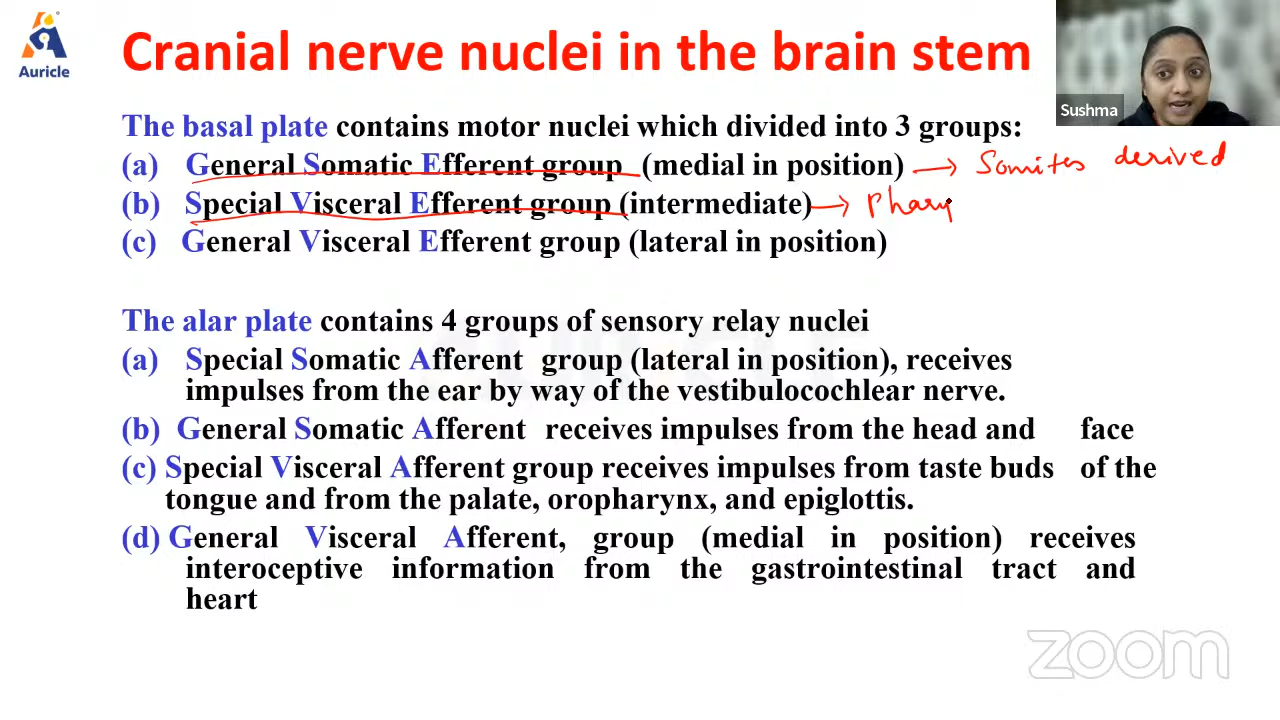 Auricle
Cranial nerve nuclei in the brain stem
Sushma
The basal plate contains motor nuclei which divided into 3 groups:
(a) General Somatic Efferent group (medial in position) → Somites derived
(b) Special Visceral Efferent group (intermediate) → Phary
(c) General Visceral Efferent group (lateral in position)
The alar plate contains 4 groups of sensory relay nuclei
(a) Special Somatic Afferent group (lateral in position), receives
impulses from the ear by way of the vestibulocochlear nerve.
(b) General Somatic Afferent receives impulses from the head and face
(c) Special Visceral Afferent group receives impulses from taste buds of the
tongue and from the palate, oropharynx, and epiglottis.
(d) General Visceral Afferent, group (medial in position) receives
interoceptive information from the gastrointestinal tract and
heart
zoom